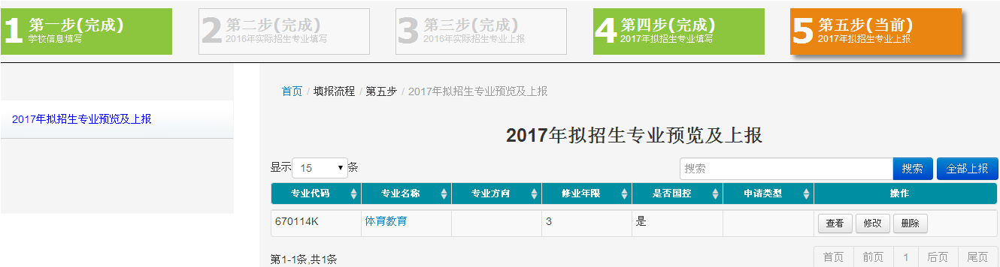 1 第一步(完成)
学校信息填写
2 第二步(完成)
2016年实际招生专业填写
3 第三步(完成)
2016年实际招生专业上报
4 第四步(完成)
2017年拟招生专业填写
5 第五步(当前)
2017年拟招生专业上报
2017年拟招生专业预览及上报
首页 / 填报流程 / 第五步 / 2017年拟招生专业预览及上报
2017年拟招生专业预览及上报
显示 15 条 搜索 搜索 全部上报
专业代码 专业名称 专业方向 修业年限 是否国控 申请类型 操作
670114K 体育教育 3 是 查看 修改 删除
第1-1条,共1条 首页 前页 1 后页 尾页